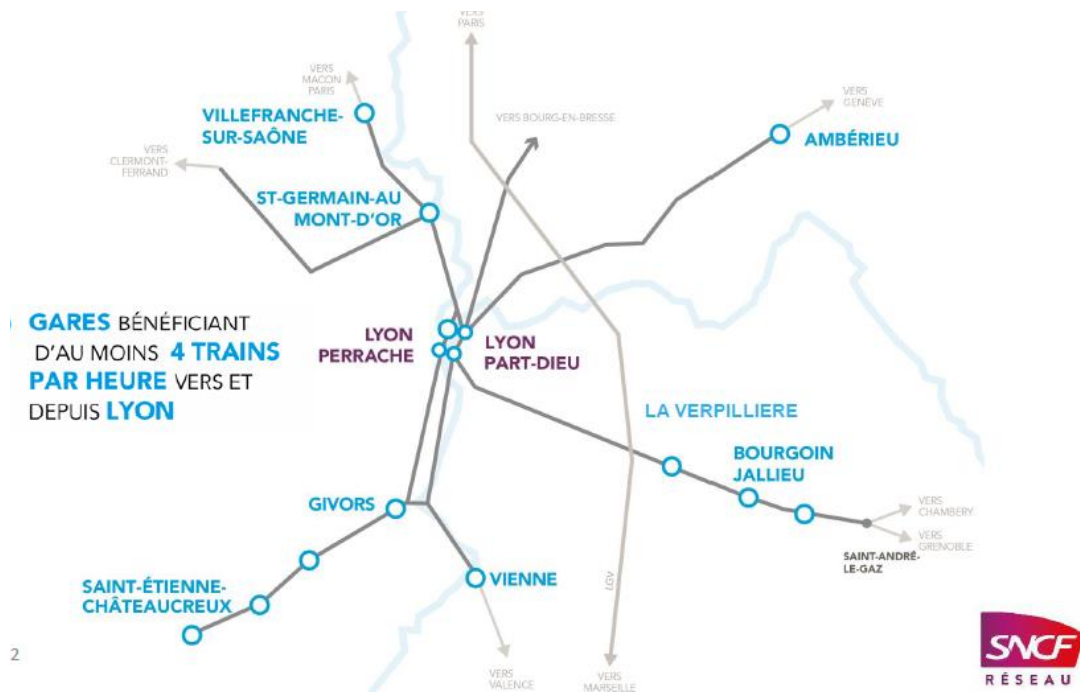 VERS
PARIS
VERS
MACON
PARIS
VILLEFRANCHE-
SUR-SAÔNE
VERS BOURG-EN-BRESSE
VERS
GENÈVE
AMBÉRIEU
VERS
CLERMONT-
FERRAND
ST-GERMAIN-AU
MONT-D'OR
GARES BÉNÉFICIANT
D'AU MOINS 4 TRAINS
PAR HEURE VERS ET
DEPUIS LYON
LYON
PERRACHE
LYON
PART-DIEU
LA VERPILLIERE
BOURGOIN
JALLIEU
GIVORS
VERS
CHAMBERY
VERS
GRENOBLE
SAINT-ANDRÉ-
LE-GAZ
SAINT-ÉTIENNE-
CHÂTEAUCREUX
VIENNE
LGV
VERS
VALENCE
VERS
MARSEILLE
2
SNCF
RÉSEAU